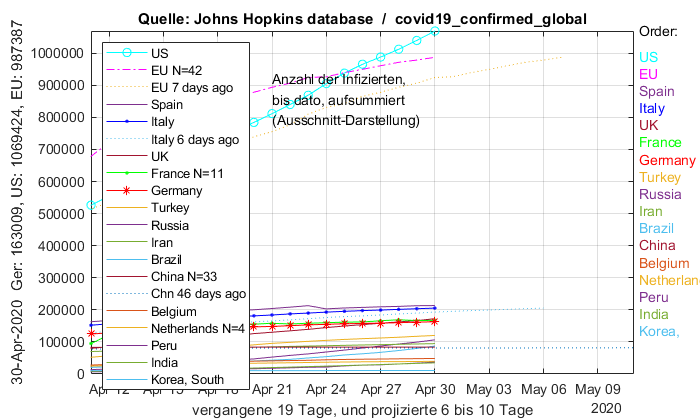 Quelle: Johns Hopkins database / covid19_confirmed_global
30-Apr-2020 Ger: 163009, US: 1069424, EU: 987387
1000000
900000
800000
700000
600000
500000
400000
300000
200000
100000
0
US
EU N=42
EU 7 days ago
Spain
Italy
Italy 6 days ago
UK
France N=11
Germany
Turkey
Russia
Iran
Brazil
China N=33
Chn 46 days ago
Belgium
Netherlands N=4
Peru
India
Korea, South
Anzahl der Infizierten,
bis dato, aufsummiert
(Ausschnitt-Darstellung)
Order:
US
EU
Spain
Italy
UK
France
Germany
Turkey
Russia
Iran
Brazil
China
Belgium
Netherlan
Peru
India
Korea,
Apr 12 Apr 15 Apr 18 Apr 21 Apr 24 Apr 27 Apr 30 May 03 May 06 May 09
2020
vergangene 19 Tage, und projizierte 6 bis 10 Tage